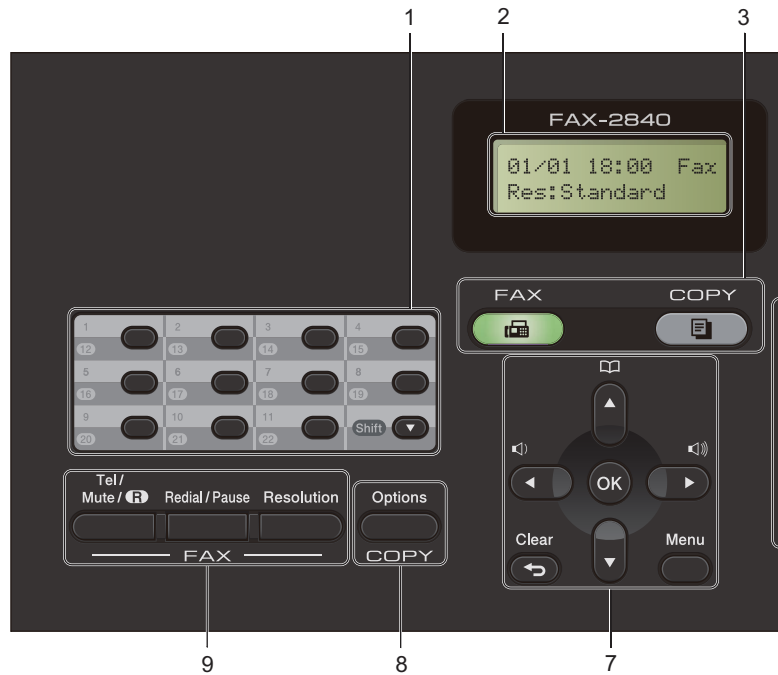 1 2 3
FAX-2840
01/01 18:00 Fax
Res:Standard
FAX COPY
1 2 3 4
12 13 14 15
5 6 7 8
16 17 18 19
9 10 11 Shift
20 21 22
Tel/
Mute/R Redial/Pause Resolution
FAX
Options
COPY
OK
Clear Menu
9 8 7